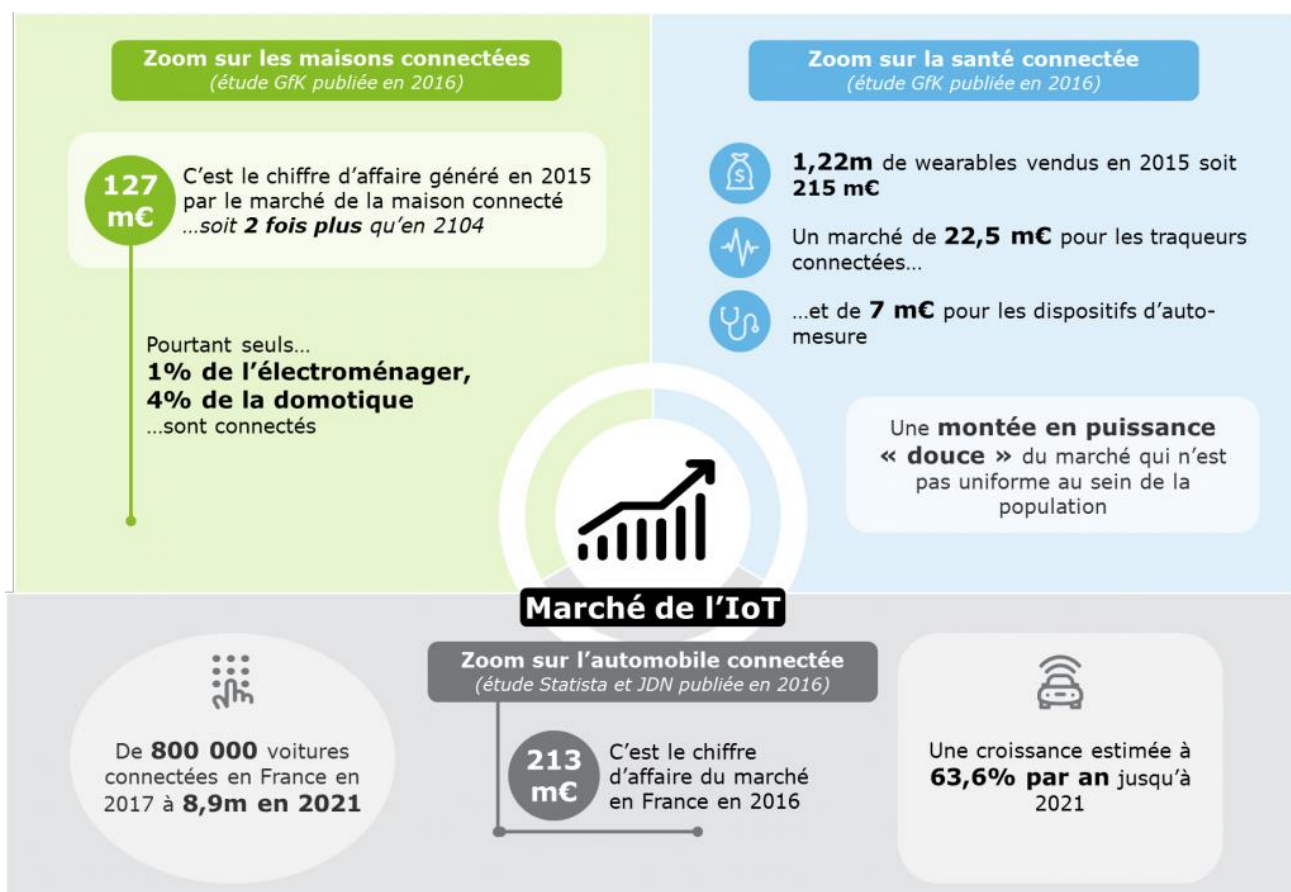 Zoom sur les maisons connectées
(étude GfK publiée en 2016)
127
m€
C'est le chiffre d'affaire généré en 2015
par le marché de la maison connecté
...soit 2 fois plus qu'en 2104
Pourtant seuls...
1% de l'électroménager,
4% de la domotique
...sont connectés
Zoom sur la santé connectée
(étude GfK publiée en 2016)
$
1,22m de wearables vendus en 2015 soit
215 m€
Un marché de 22,5 m€ pour les traqueurs
connectées...
...et de 7 m€ pour les dispositifs d'auto-
mesure
Une montée en puissance
« douce » du marché qui n'est
pas uniforme au sein de la
population
Marché de l'IoT
Zoom sur l'automobile connectée
(étude Statista et JDN publiée en 2016)
De 800 000 voitures
connectées en France en
2017 à 8,9m en 2021
213
m€
C'est le chiffre
d'affaire du marché
en France en 2016
Une croissance estimée à
63,6% par an jusqu'à
2021